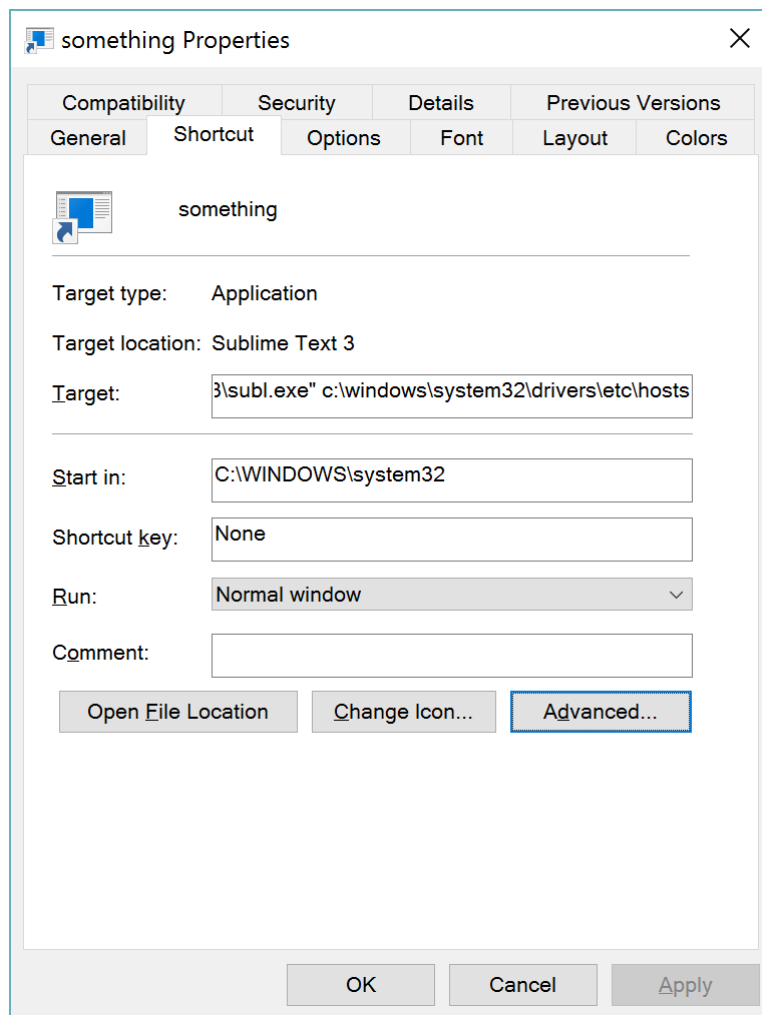 something Properties
Compatibility Security Details Previous Versions
General Shortcut Options Font Layout Colors
something
Target type: Application
Target location: Sublime Text 3
Target: 3\subl.exe" c:\windows\system32\drivers\etc\hosts
Start in: C:\WINDOWS\system32
Shortcut key: None
Run: Normal window
Comment:
Open File Location Change Icon... Advanced...
OK Cancel Apply